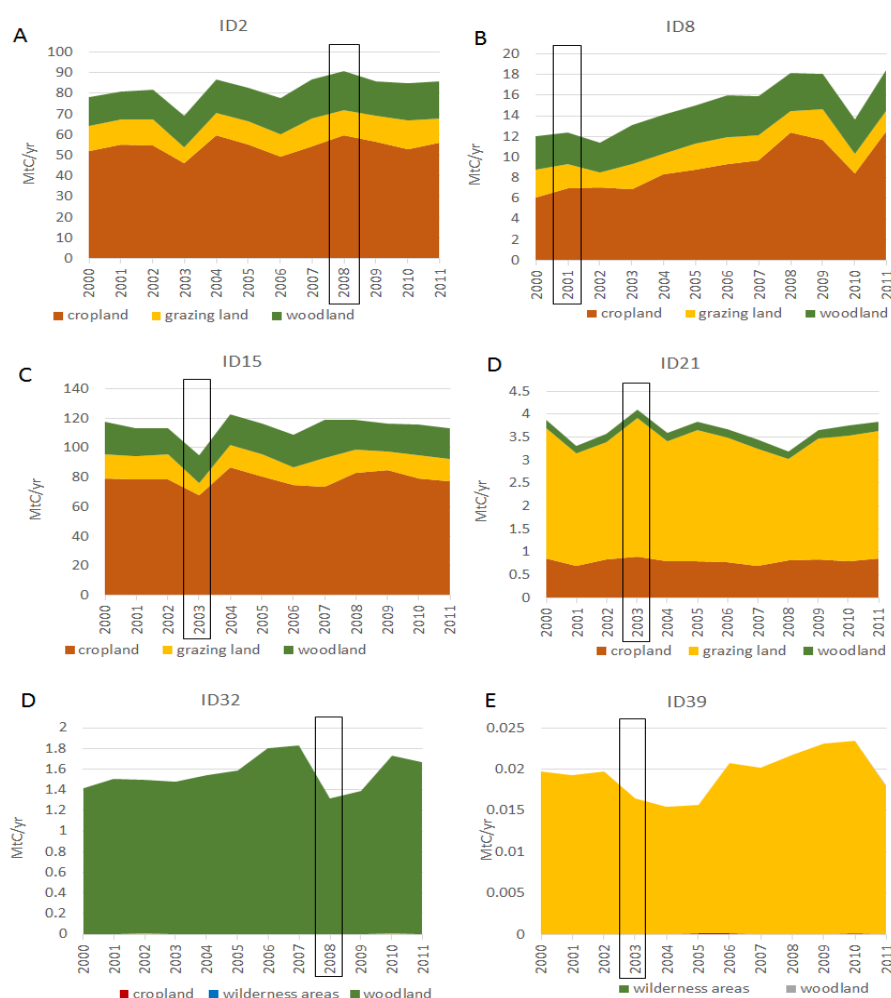 A
ID2
100
90
80
70
60
50
40
30
20
10
0
MtC/yr
2000 2001 2002 2003 2004 2005 2006 2007 2008 2009 2010 2011
cropland grazing land woodland
B
ID8
20
18
16
14
12
10
8
6
4
2
0
MtC/yr
2000 2001 2002 2003 2004 2005 2006 2007 2008 2009 2010 2011
cropland grazing land woodland
C
ID15
140
120
100
80
60
40
20
0
MtC/yr
2000 2001 2002 2003 2004 2005 2006 2007 2008 2009 2010 2011
cropland grazing land woodland
D
ID21
4.5
4
3.5
3
2.5
2
1.5
1
0.5
0
MtC/yr
2000 2001 2002 2003 2004 2005 2006 2007 2008 2009 2010 2011
cropland grazing land woodland
D
ID32
2
1.8
1.6
1.4
1.2
1
0.8
0.6
0.4
0.2
0
MtC/yr
2000 2001 2002 2003 2004 2005 2006 2007 2008 2009 2010 2011
cropland wilderness areas woodland
E
ID39
0.025
0.02
0.015
0.01
0.005
0
MtC/yr
2000 2001 2002 2003 2004 2005 2006 2007 2008 2009 2010 2011
wilderness areas woodland